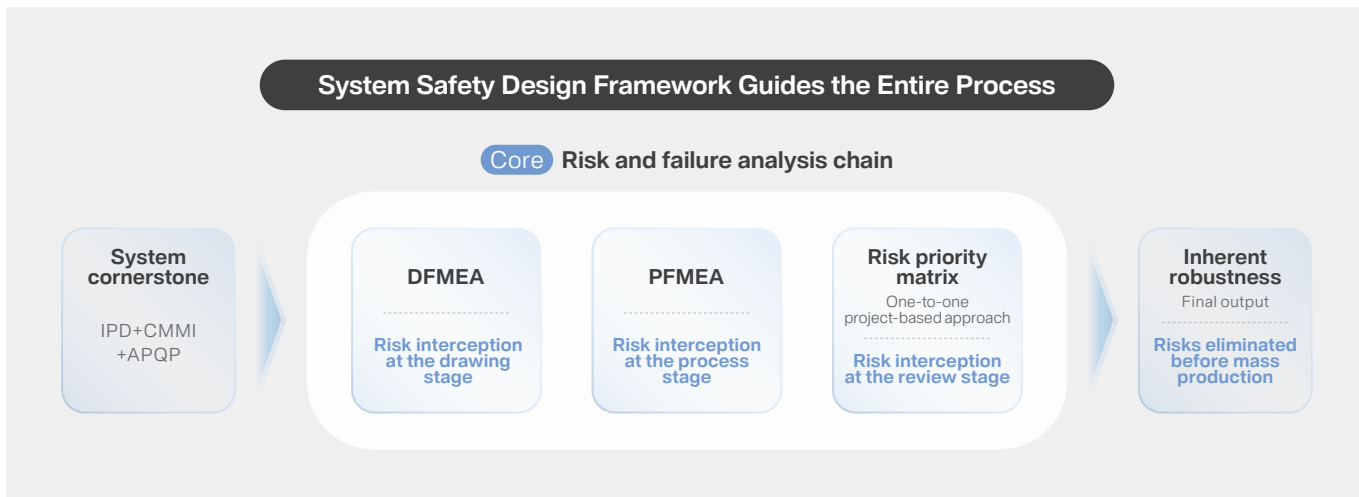 System Safety Design Framework Guides the Entire Process
Core Risk and failure analysis chain
System
cornerstone
IPD+CMMI
+APQP
DFMEA
Risk interception
at the drawing
stage
PFMEA
Risk interception
at the process
stage
Risk priority
matrix
One-to-one
project-based approach
Risk interception
at the review stage
Inherent
robustness
Final output
Risks eliminated
before mass
production